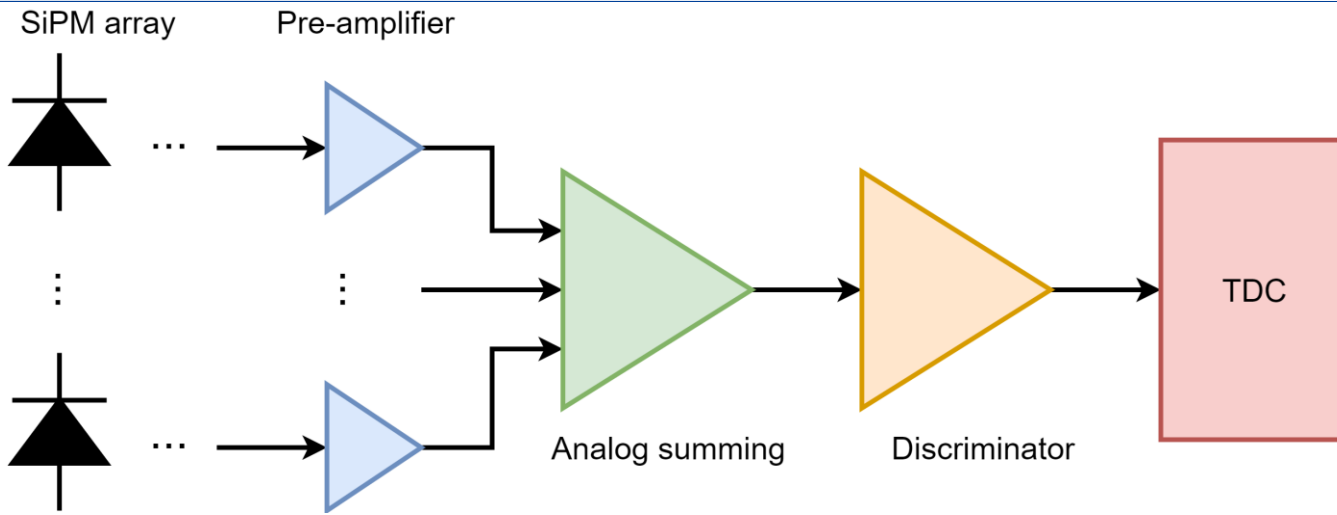 SiPM array
Pre-amplifier
...
⋮
⋮
TDC
...
Analog summing
Discriminator